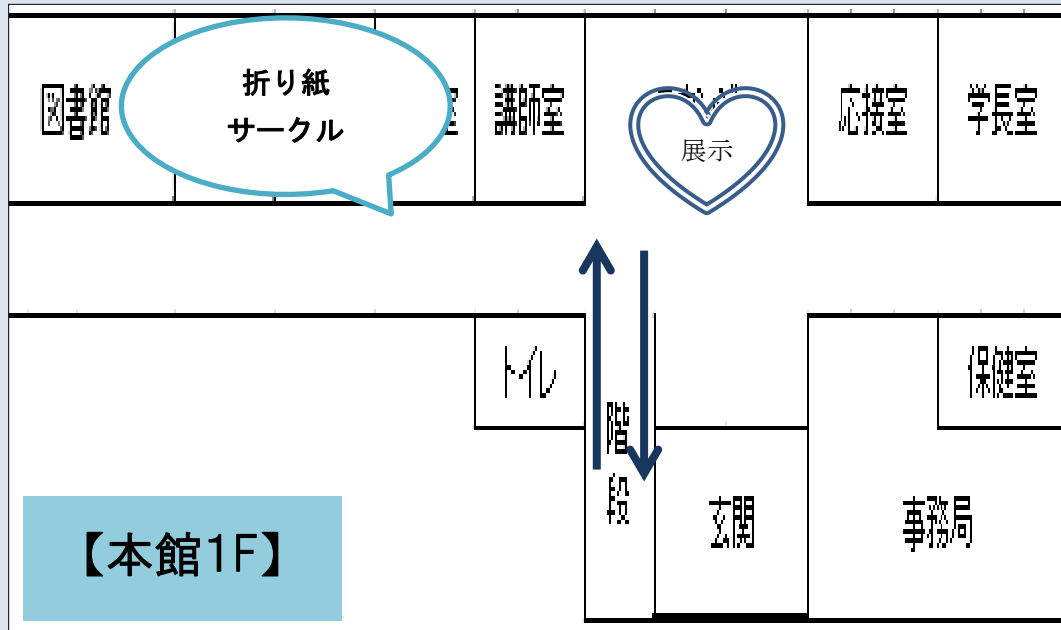 図書館
折り紙
サークル
室
講師室
展示
応接室
学長室
トイレ
階段
玄関
事務局
保健室
【本館1F】